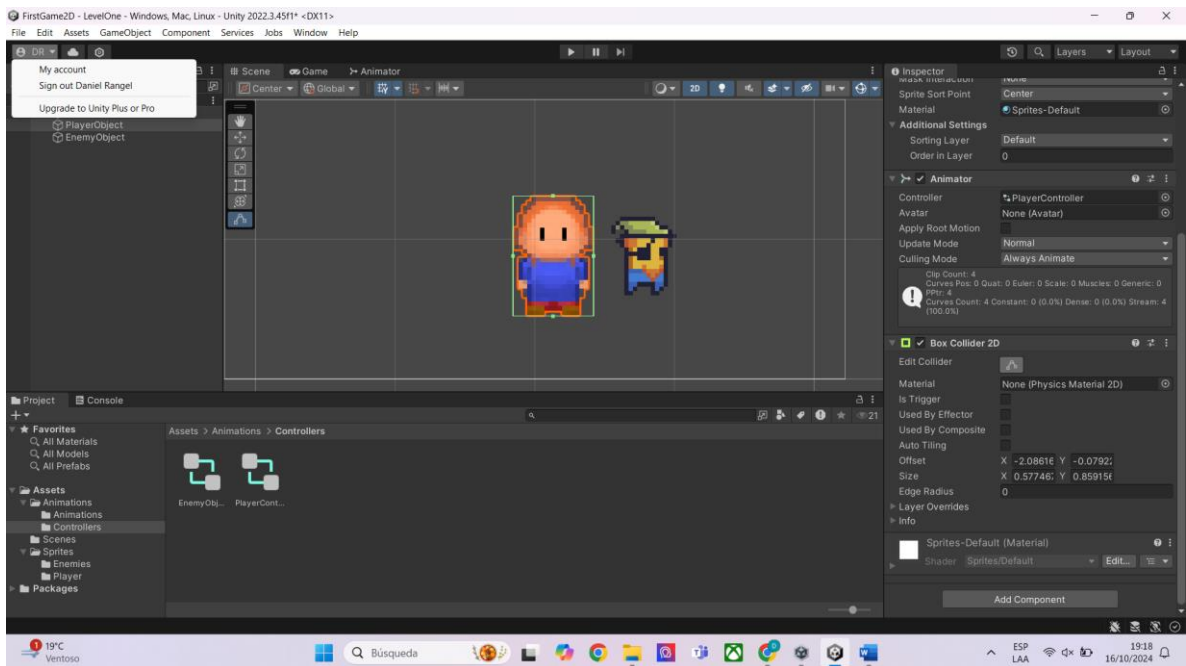 FirstGame2D - LevelOne - Windows, Mac, Linux - Unity 2022.3.45f1* <DX11>
File Edit Assets GameObject Component Services Jobs Window Help
DR Layers Layout
My account
Sign out Daniel Rangel
Upgrade to Unity Plus or Pro
PlayerObject
EnemyObject
Scene Game Animator
Center Global 2D
Inspector
Mask Interaction None
Sprite Sort Point Center
Material Sprites-Default
Additional Settings
Sorting Layer Default
Order in Layer 0
Animator
Controller PlayerController
Avatar None (Avatar)
Apply Root Motion
Update Mode Normal
Culling Mode Always Animate
Clip Count: 4
Curves Pos: 0 Quat: 0 Euler: 0 Scale: 0 Muscles: 0 Generic: 0
PPtr: 4
Curves Count: 4 Constant: 0 (0.0%) Dense: 0 (0.0%) Stream: 4
(100.0%)
Box Collider 2D
Edit Collider
Material None (Physics Material 2D)
Is Trigger
Used By Effector
Used By Composite
Auto Tiling
Offset X -2.08616 Y -0.07922
Size X 0.57746 Y 0.859156
Edge Radius 0
Layer Overrides
Info
Sprites-Default (Material)
Shader Sprites/Default Edit...
Add Component
Project Console
21
Favorites
All Materials
All Models
All Prefabs
Assets
Animations
Animations
Controllers
Scenes
Sprites
Enemies
Player
Packages
Assets > Animations > Controllers
EnemyObj... PlayerCont...
19°C
Ventoso
1
Búsqueda
ESP
LAA
19:18
16/10/2024